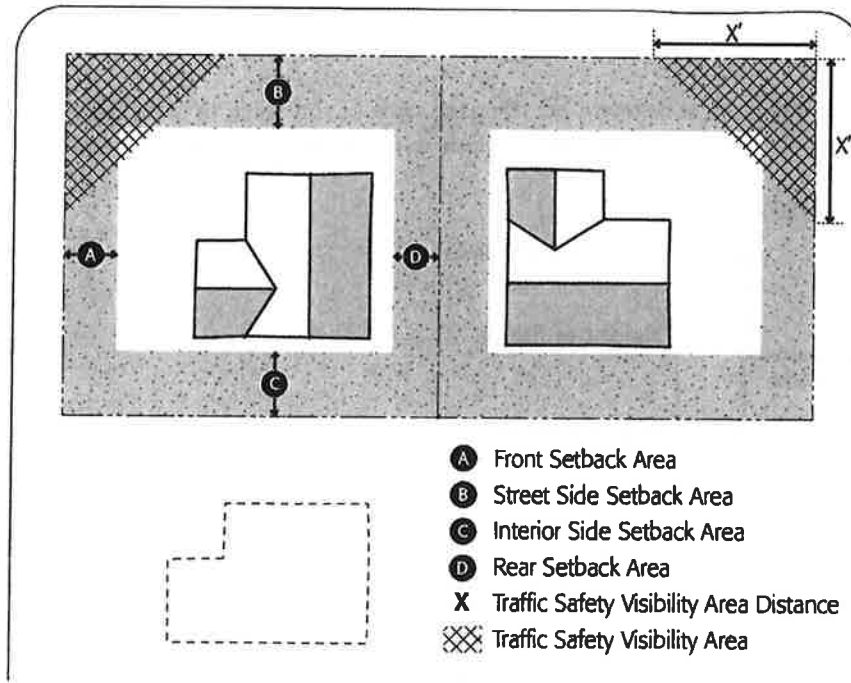 X'
B
X'
A
D
C
A Front Setback Area
B Street Side Setback Area
C Interior Side Setback Area
D Rear Setback Area
X Traffic Safety Visibility Area Distance
Traffic Safety Visibility Area